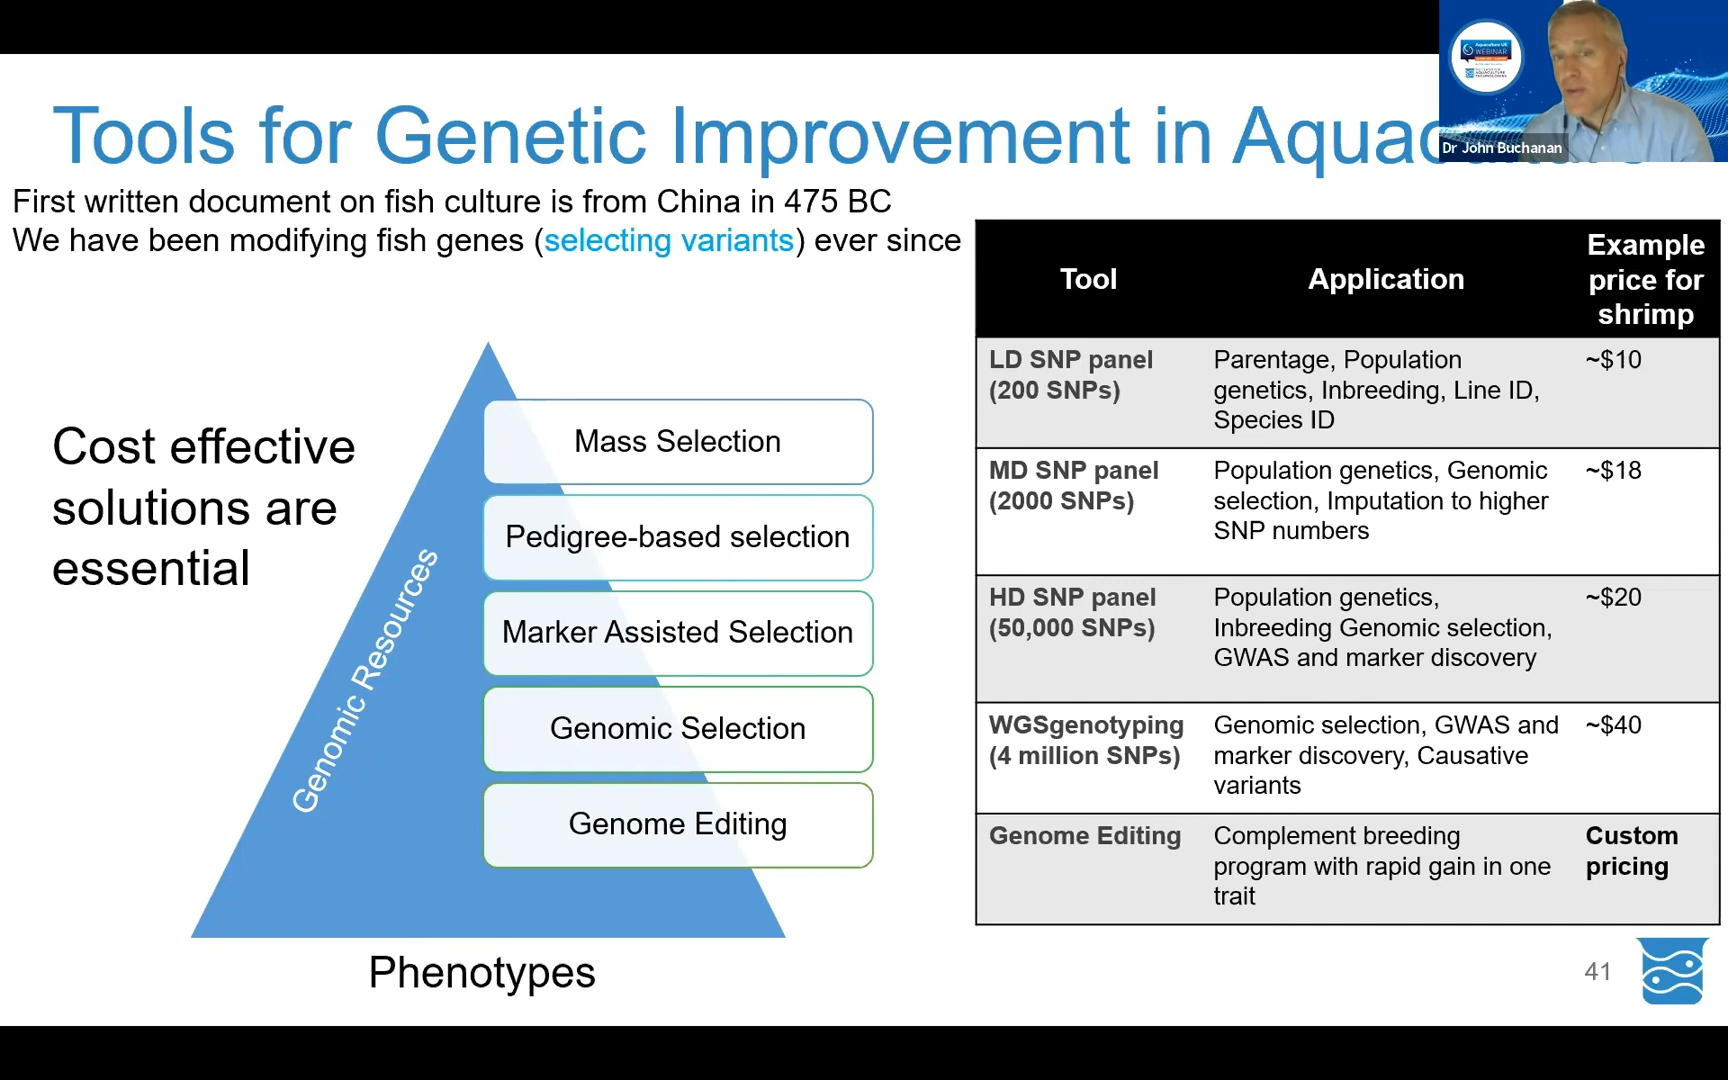 Tools for Genetic Improvement in Aquac
Aquaculture UK
WEBINAR
AQUACULTURE
TECHNOLOGIES
Dr John Buchanan
First written document on fish culture is from China in 475 BC
We have been modifying fish genes (selecting variants) ever since
Cost effective
solutions are
essential
Genomic Resources
Mass Selection
Pedigree-based selection
Marker Assisted Selection
Genomic Selection
Genome Editing
Phenotypes
Tool Application Example price for shrimp
LD SNP panel (200 SNPs) Parentage, Population genetics, Inbreeding, Line ID, Species ID ~$10
MD SNP panel (2000 SNPs) Population genetics, Genomic selection, Imputation to higher SNP numbers ~$18
HD SNP panel (50,000 SNPs) Population genetics, Inbreeding Genomic selection, GWAS and marker discovery ~$20
WGSgenotyping (4 million SNPs) Genomic selection, GWAS and marker discovery, Causative variants ~$40
Genome Editing Complement breeding program with rapid gain in one trait Custom pricing
41